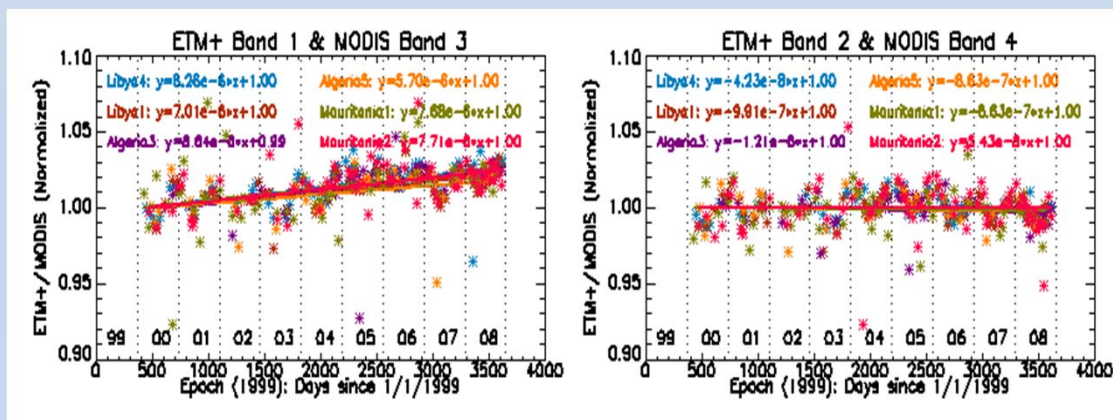 ETM+ Band 1 & MODIS Band 3
1.10
1.05
1.00
0.95
0.90
ETM+/MODIS (Normalized)
Libya4: y=8.26e-6*x+1.00
Algeria5: y=5.70e-6*x+1.00
Libya1: y=7.01e-6*x+1.00
Mauritania1: y=7.68e-6*x+1.00
Algeria3: y=8.64e-6*x+0.99
Mauritania2: y=7.71e-6*x+1.00
99 00 01 02 03 04 05 06 07 08
0 500 1000 1500 2000 2500 3000 3500 4000
Epoch (1999): Days since 1/1/1999
ETM+ Band 2 & MODIS Band 4
1.10
1.05
1.00
0.95
0.90
ETM+/MODIS (Normalized)
Libya4: y=-4.23e-8*x+1.00
Algeria5: y=-8.63e-7*x+1.00
Libya1: y=-9.91e-7*x+1.00
Mauritania1: y=-6.63e-7*x+1.00
Algeria3: y=-1.21e-6*x+1.00
Mauritania2:
99 00 01 02 03 04 05 06 07 08
0 500 1000 1500 2000 2500 3000 3500 4000
Epoch (1999): Days since 1/1/1999